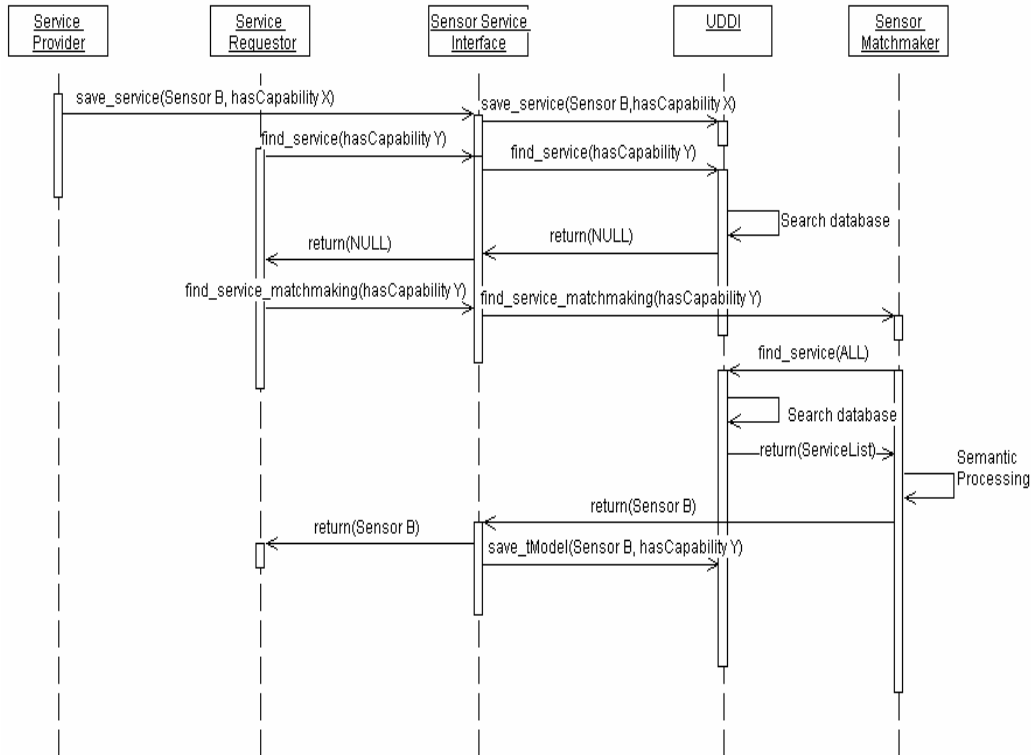 Service
Provider
Service
Requestor
Sensor Service
Interface
UDDI
Sensor
Matchmaker
save_service(Sensor B, hasCapability X)
save_service(Sensor B,hasCapability X)
find_service(hasCapability Y)
find_service(hasCapability Y)
Search database
return(NULL)
return(NULL)
find_service_matchmaking(hasCapability Y)
find_service_matchmaking(hasCapability Y)
find_service(ALL)
Search database
return(ServiceList)
Semantic
Processing
return(Sensor B)
return(Sensor B)
save_tModel(Sensor B, hasCapability Y)